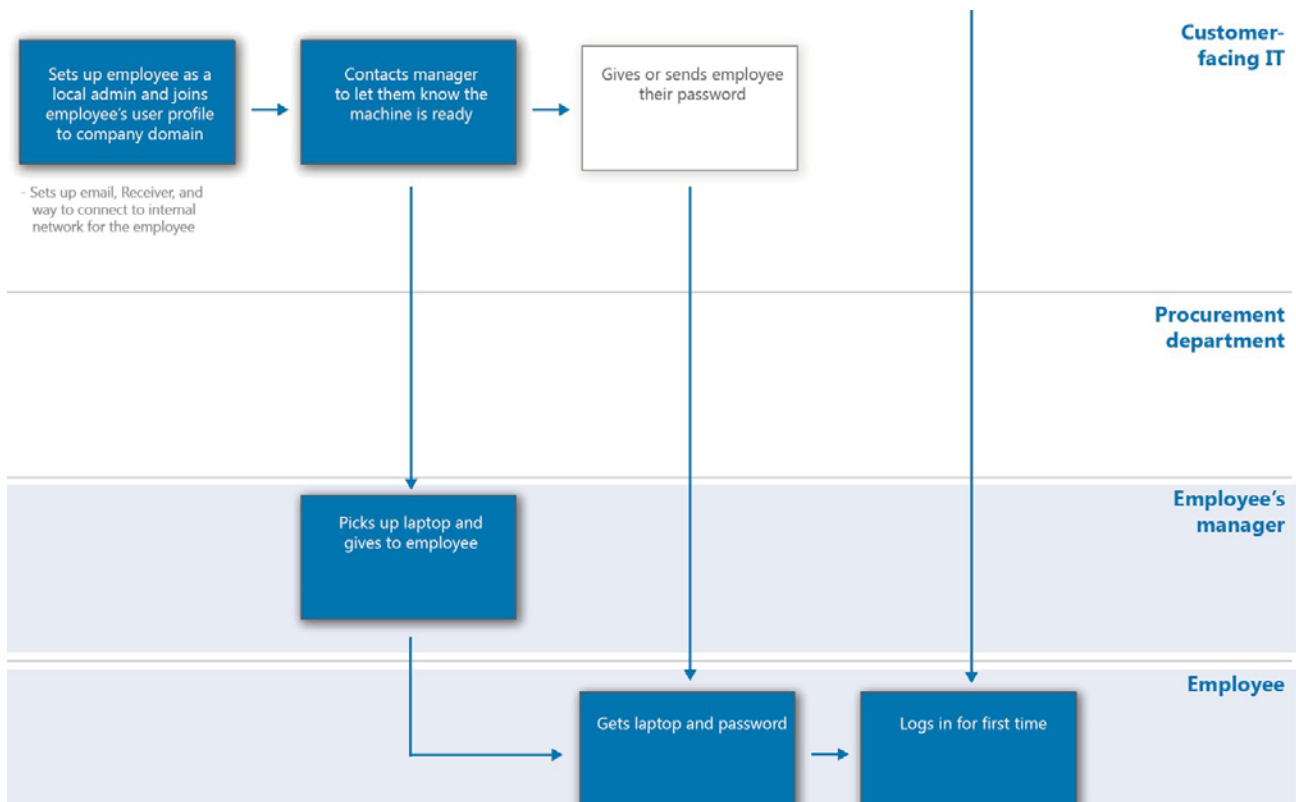 Customer-
facing IT
Sets up employee as a
local admin and joins
employee's user profile
to company domain
Contacts manager
to let them know the
machine is ready
Gives or sends employee
their password
- Sets up email, Receiver, and
way to connect to internal
network for the employee
Procurement
department
Employee's
manager
Picks up laptop and
gives to employee
Employee
Gets laptop and password
Logs in for first time